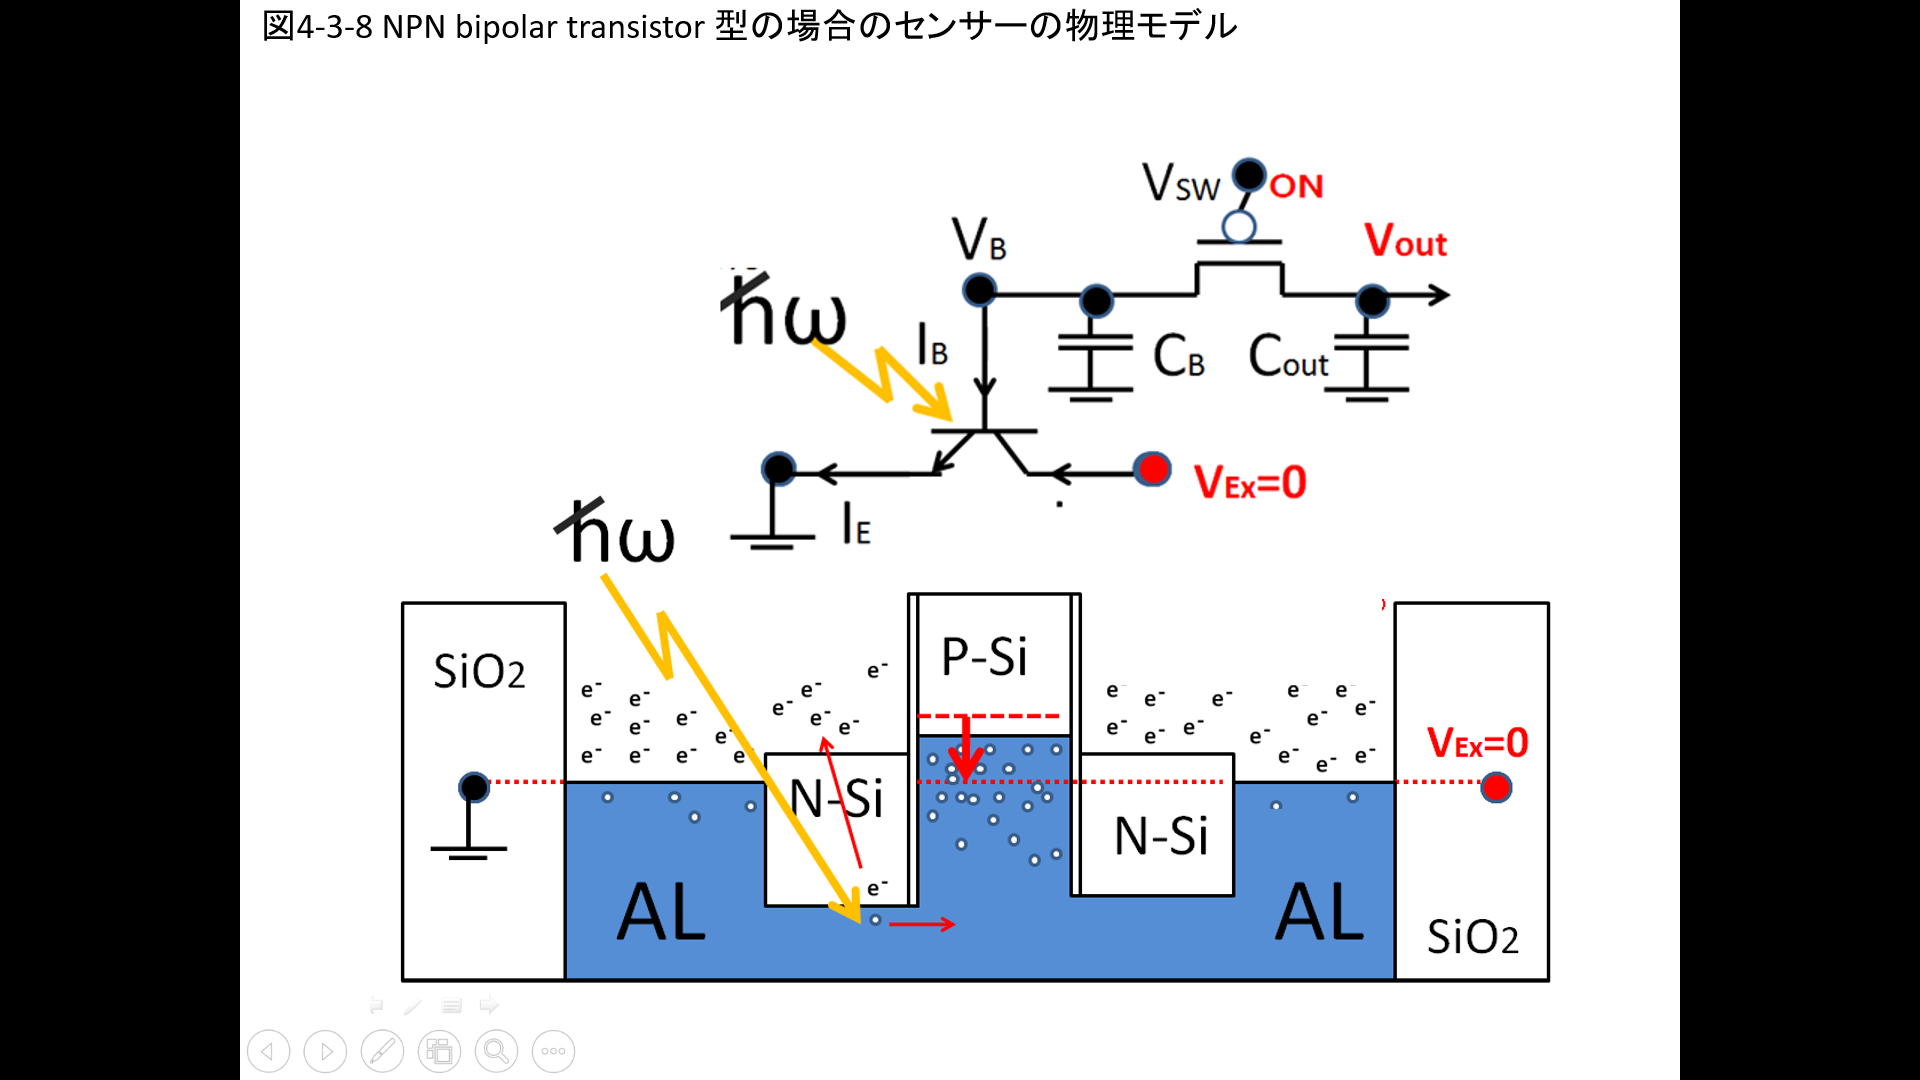 図4-3-8 NPN bipolar transistor 型の場合のセンサーの物理モデル
VSW
ON
VB
Vout
ħω
IB
CB
Cout
VEx=0
IE
ħω
SiO2
P-Si
e- e- e- e- e- e- e- e- e- e- e-
e- e- e- e- e-
e- e- e- e- e- e- e-
e- e- e- e- e- e- e- e-
VEx=0
N-Si
N-Si
e-
AL
AL
SiO2